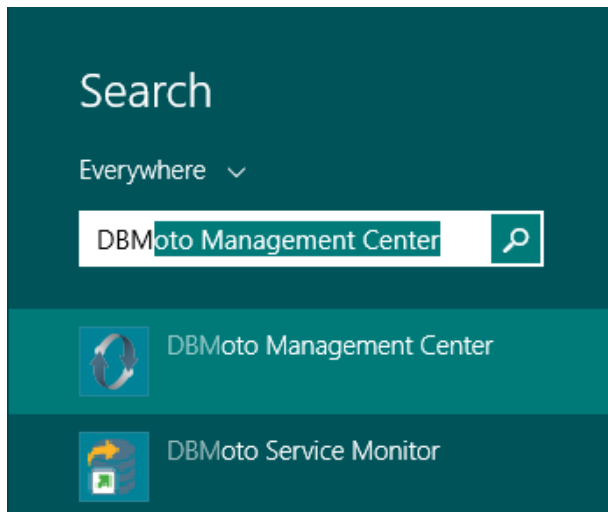 Search
Everywhere
DBMoto Management Center
DBMoto Management Center
DBMoto Service Monitor